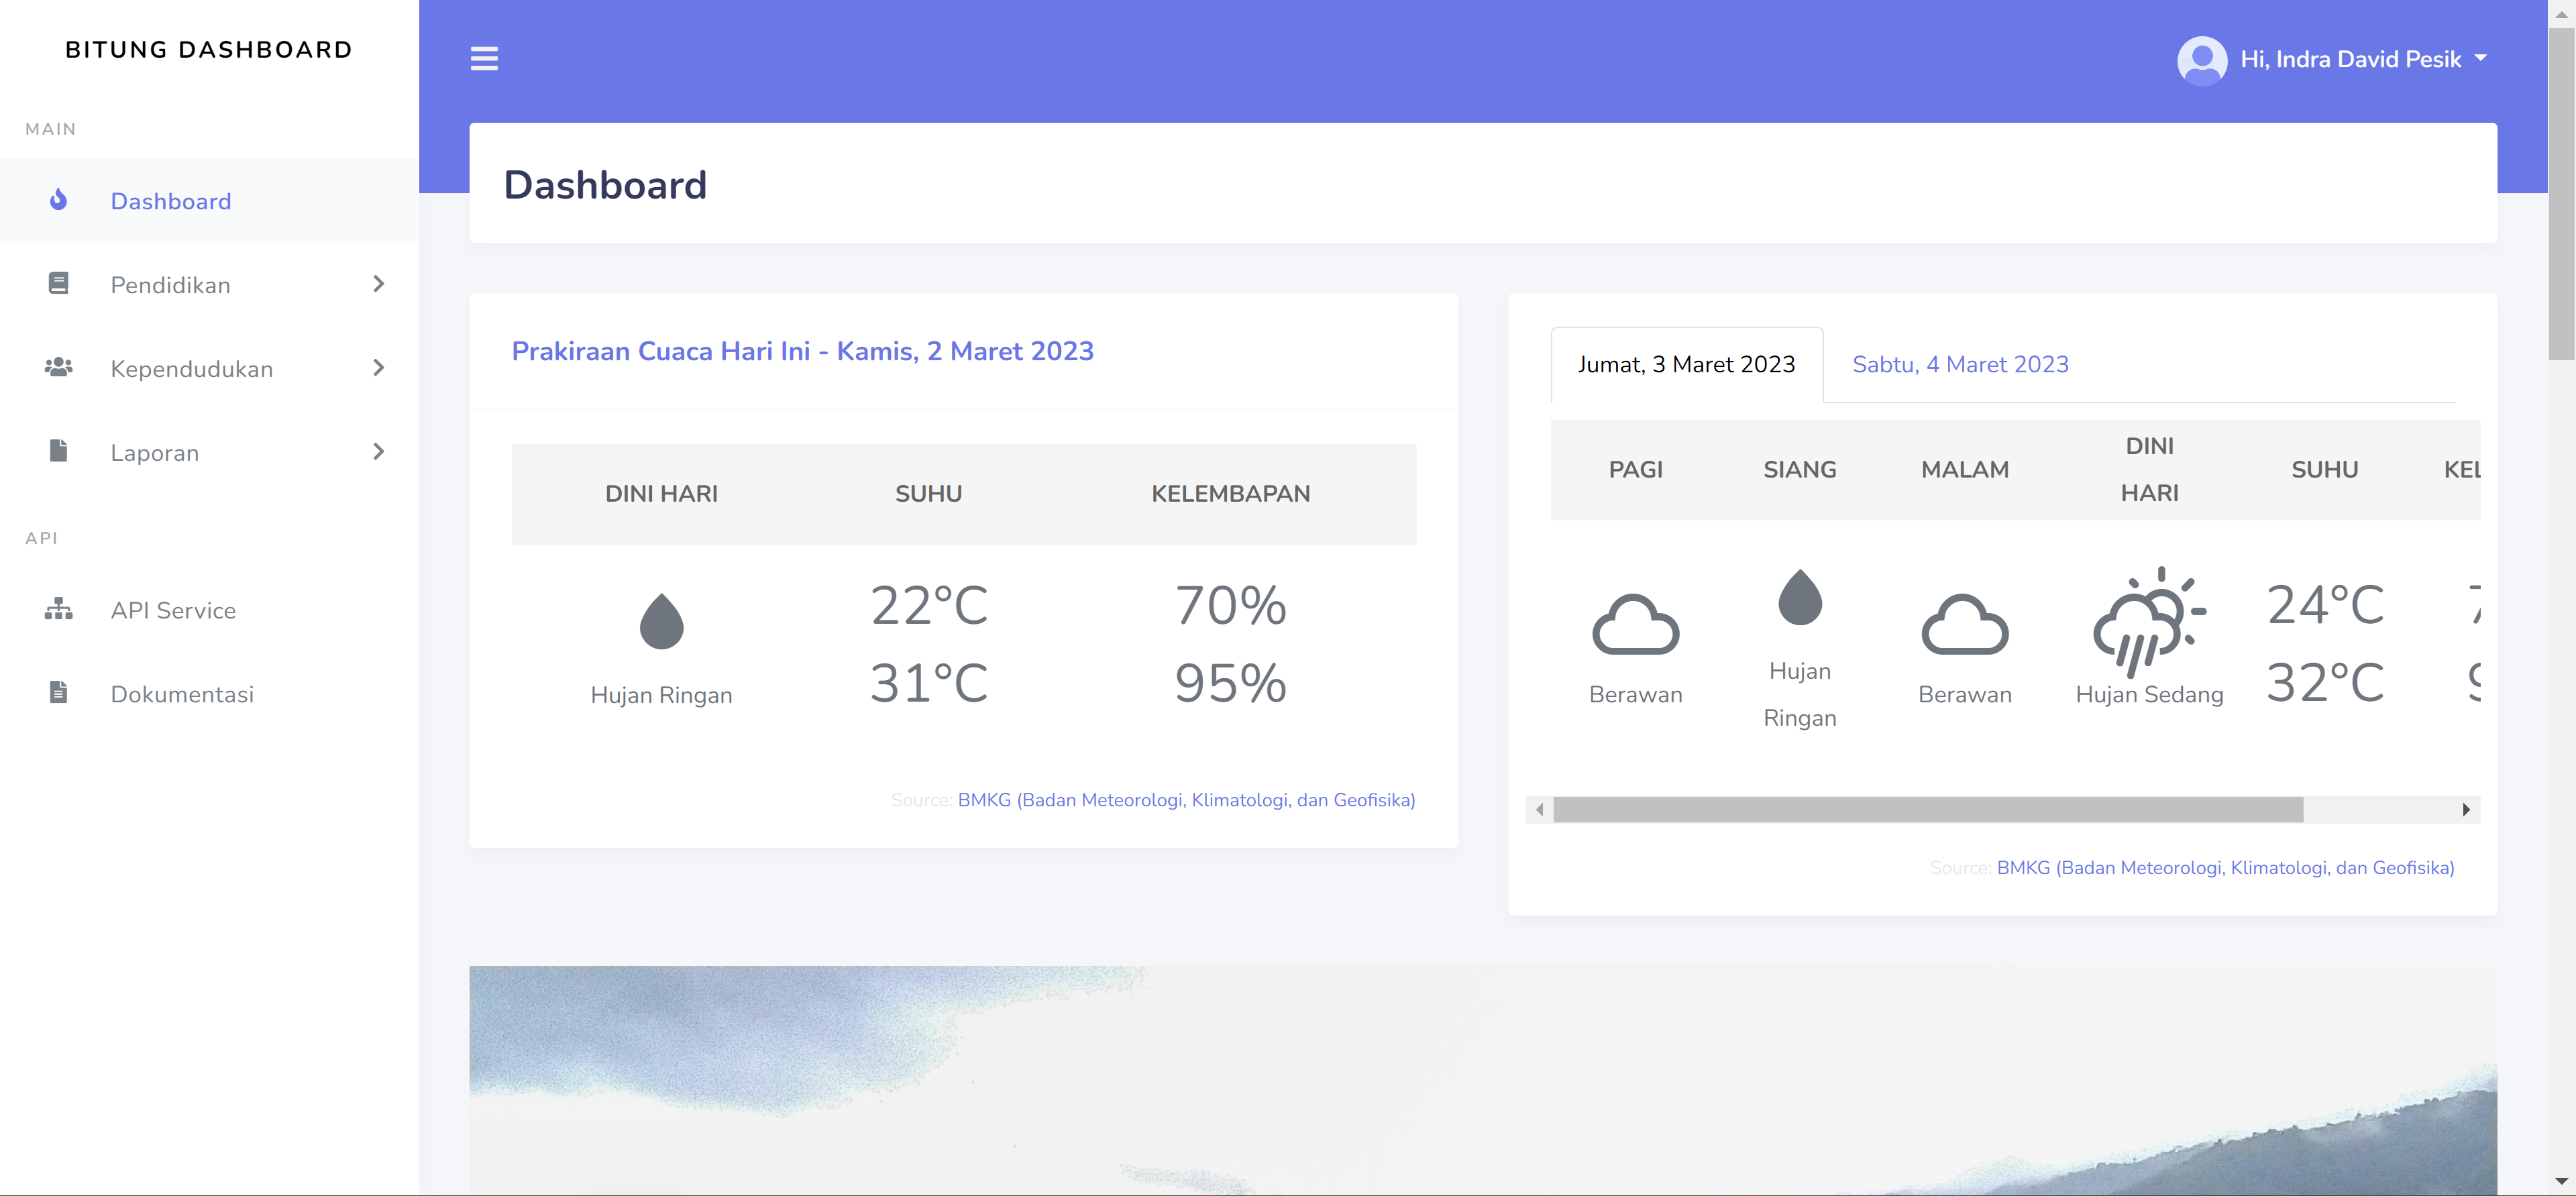 BITUNG DASHBOARD
Hi, Indra David Pesik
MAIN
Dashboard
Pendidikan
Kependudukan
Laporan
API
API Service
Dokumentasi
Dashboard
Prakiraan Cuaca Hari Ini - Kamis, 2 Maret 2023
DINI HARI SUHU KELEMBAPAN
22°C 70%
31°C 95%
Hujan Ringan
Source: BMKG (Badan Meteorologi, Klimatologi, dan Geofisika)
Jumat, 3 Maret 2023 Sabtu, 4 Maret 2023
PAGI SIANG MALAM DINI HARI SUHU
Berawan Hujan Ringan Berawan Hujan Sedang 24°C
32°C
Source: BMKG (Badan Meteorologi, Klimatologi, dan Geofisika)